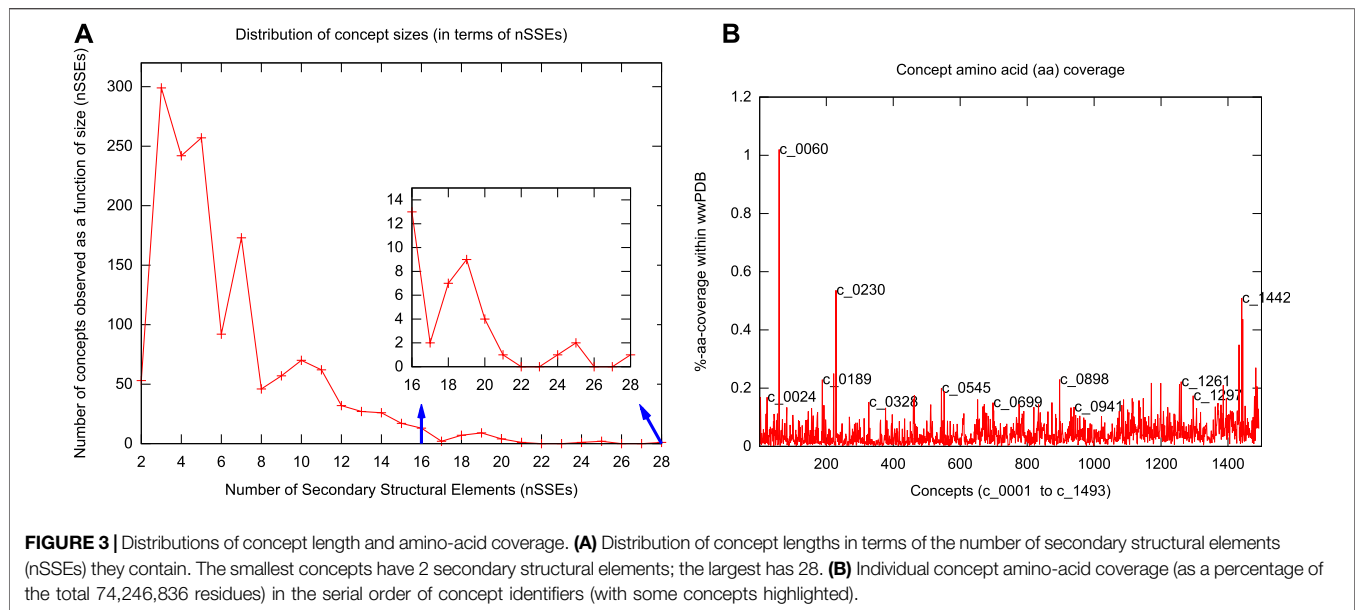 A
Distribution of concept sizes (in terms of nSSEs)
Number of concepts observed as a function of size (nSSEs)
300
250
200
150
100
50
0
2 4 6 8 10 12 14 16 18 20 22 24 26 28
Number of Secondary Structural Elements (nSSEs)
14
12
10
8
6
4
2
0
16 18 20 22 24 26 28
B
Concept amino acid (aa) coverage
%-aa-coverage within wwPDB
1.2
1
0.8
0.6
0.4
0.2
0
c_0060
c_0230
c_1442
c_0024
c_0189
c_0328
c_0545
c_0699
c_0898
c_0941
c_1261
c_1297
200 400 600 800 1000 1200 1400
Concepts (c_0001 to c_1493)
FIGURE 3 | Distributions of concept length and amino-acid coverage. (A) Distribution of concept lengths in terms of the number of secondary structural elements
(nSSEs) they contain. The smallest concepts have 2 secondary structural elements; the largest has 28. (B) Individual concept amino-acid coverage (as a percentage of
the total 74,246,836 residues) in the serial order of concept identifiers (with some concepts highlighted).